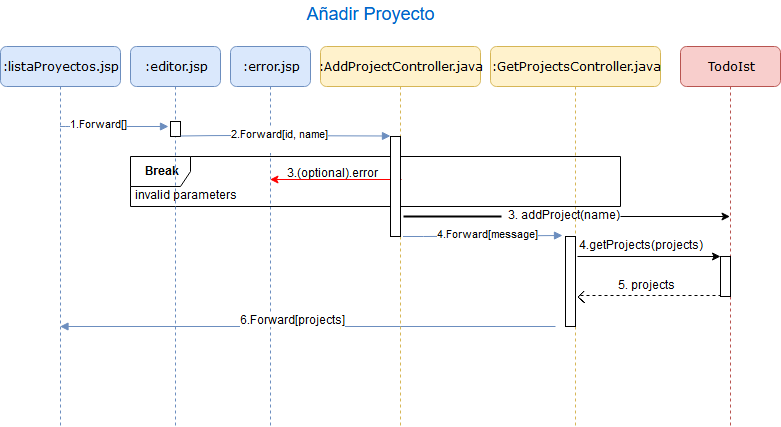 Añadir Proyecto
:listaProyectos.jsp
:editor.jsp
:error.jsp
:AddProjectController.java
:GetProjectsController.java
TodoIst
1.Forward[]
2.Forward[id, name]
Break
3.(optional).error
invalid parameters
3. addProject(name)
4.Forward[message]
4.getProjects(projects)
5. projects
6.Forward[projects]